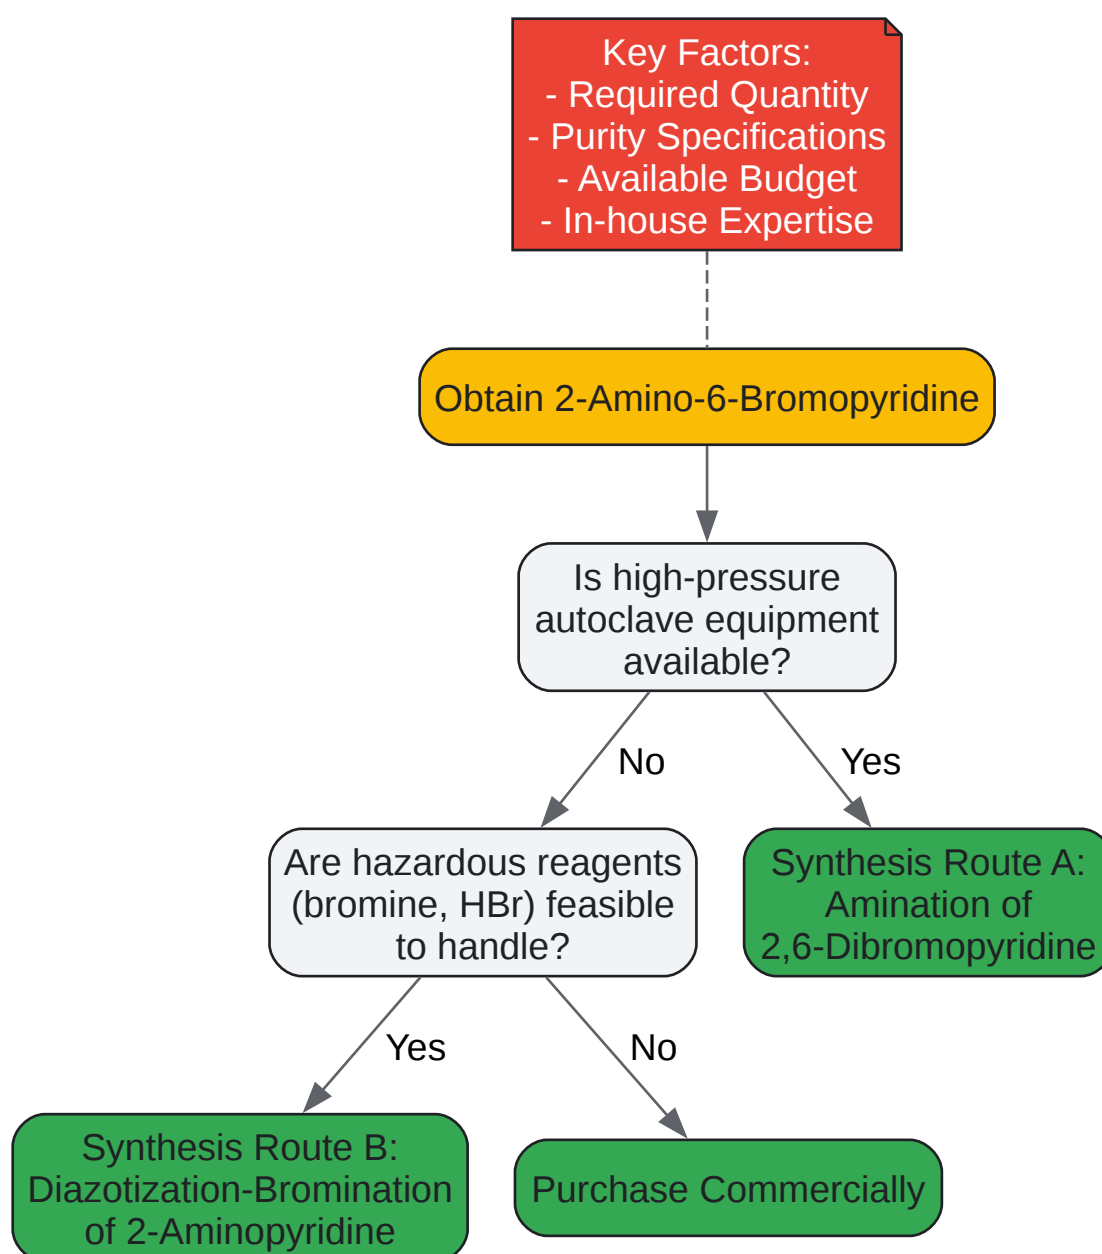 Key Factors:
- Required Quantity
- Purity Specifications
- Available Budget
- In-house Expertise
Obtain 2-Amino-6-Bromopyridine
Is high-pressure
autoclave equipment
available?
No
Yes
Are hazardous reagents
(bromine, HBr) feasible
to handle?
Synthesis Route A:
Amination of
2,6-Dibromopyridine
Yes
No
Synthesis Route B:
Diazotization-Bromination
of 2-Aminopyridine
Purchase Commercially